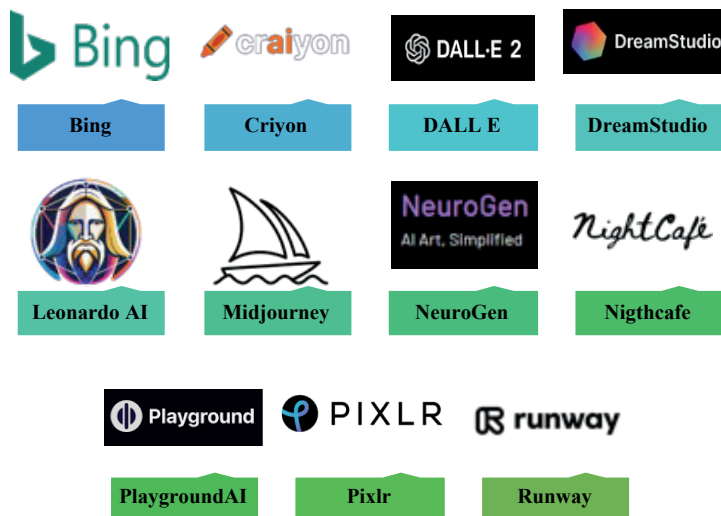 Bing
craiyon
DALL·E 2
DreamStudio
Bing
Criyon
DALL E
DreamStudio
NeuroGen
AI Art, Simplified
NightCafé
Leonardo AI
Midjourney
NeuroGen
Nigthcafe
Playground
PIXLR
runway
PlaygroundAI
Pixlr
Runway